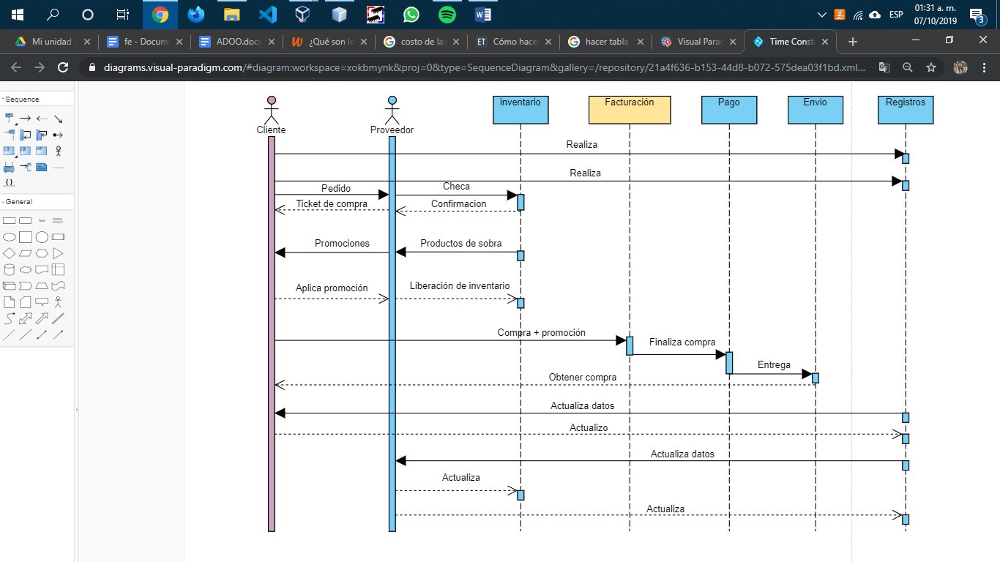 ESP
01:31 a. m.
07/10/2019
3
Mi unidad -
fe - Docum
ADOO.docx
¿Qué son lo
costo de las
Cómo hacer
hacer tabla
Visual Parad
Time Constr
diagrams.visual-paradigm.com/#diagram:workspace=xokbmynk&proj=0&type=SequenceDiagram&gallery=/repository/21a4f636-b153-44d8-b072-575dea03f1bd.xml...
Sequence
General
Cliente
Proveedor
inventario
Facturación
Pago
Envio
Registros
Realiza
Realiza
Pedido
Checa
Ticket de compra
Confirmacion
Promociones
Productos de sobra
Aplica promoción
Liberación de inventario
Compra + promoción
Finaliza compra
Entrega
Obtener compra
Actualiza datos
Actualizo
Actualiza datos
Actualiza
Actualiza